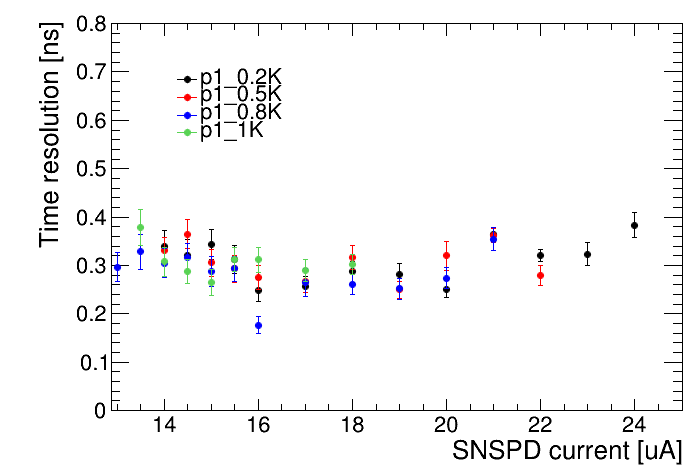 Time resolution [ns]
0.8
0.7
0.6
0.5
0.4
0.3
0.2
0.1
0
p1_0.2K
p1_0.5K
p1_0.8K
p1_1K
14 16 18 20 22 24
SNSPD current [uA]